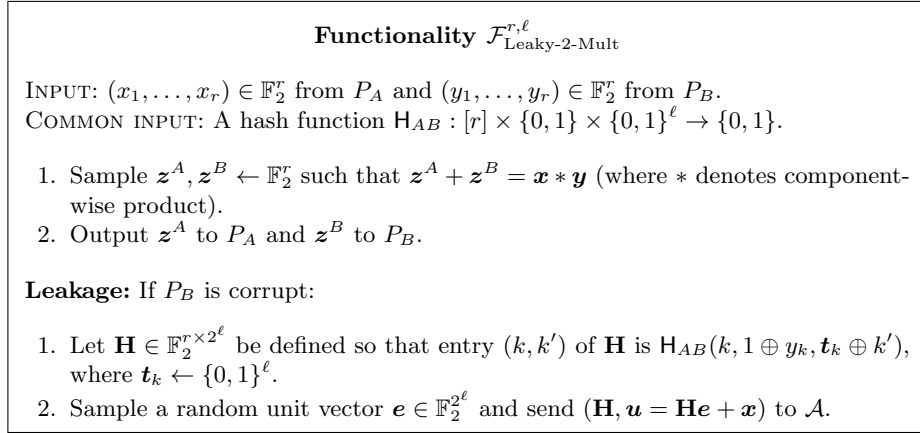 Functionality $\mathcal{F}^{r,\ell}_{\text{Leaky-2-Mult}}$
INPUT: $(x_1, \ldots, x_r) \in \mathbb{F}_2^r$ from $P_A$ and $(y_1, \ldots, y_r) \in \mathbb{F}_2^r$ from $P_B$.
COMMON INPUT: A hash function $\mathsf{H}_{AB} : [r] \times \{0,1\} \times \{0,1\}^\ell \to \{0,1\}$.
1. Sample $\boldsymbol{z}^A, \boldsymbol{z}^B \leftarrow \mathbb{F}_2^r$ such that $\boldsymbol{z}^A + \boldsymbol{z}^B = \boldsymbol{x} * \boldsymbol{y}$ (where $*$ denotes component-
wise product).
2. Output $\boldsymbol{z}^A$ to $P_A$ and $\boldsymbol{z}^B$ to $P_B$.
Leakage: If $P_B$ is corrupt:
1. Let $\mathbf{H} \in \mathbb{F}_2^{r \times 2^\ell}$ be defined so that entry $(k, k')$ of $\mathbf{H}$ is $\mathsf{H}_{AB}(k, 1 \oplus y_k, \boldsymbol{t}_k \oplus k')$,
where $\boldsymbol{t}_k \leftarrow \{0,1\}^\ell$.
2. Sample a random unit vector $\boldsymbol{e} \in \mathbb{F}_2^{2^\ell}$ and send $(\mathbf{H}, \boldsymbol{u} = \mathbf{H}\boldsymbol{e} + \boldsymbol{x})$ to $\mathcal{A}$.